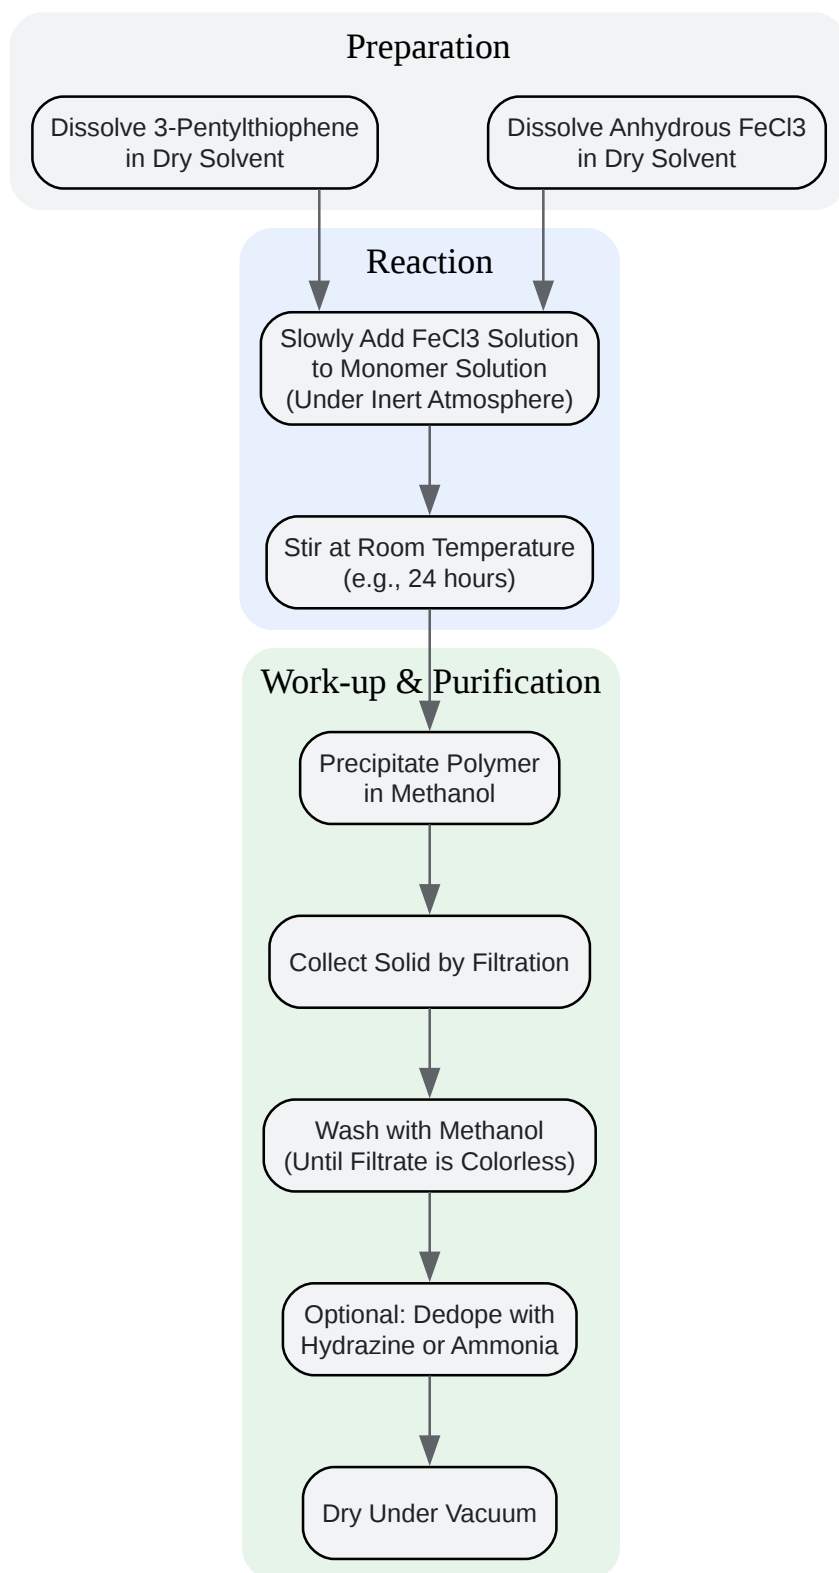 Preparation
Dissolve 3-Pentylthiophene
in Dry Solvent
Dissolve Anhydrous FeCl3
in Dry Solvent
Reaction
Slowly Add FeCl3 Solution
to Monomer Solution
(Under Inert Atmosphere)
Stir at Room Temperature
(e.g., 24 hours)
Work-up & Purification
Precipitate Polymer
in Methanol
Collect Solid by Filtration
Wash with Methanol
(Until Filtrate is Colorless)
Optional: Dedope with
Hydrazine or Ammonia
Dry Under Vacuum